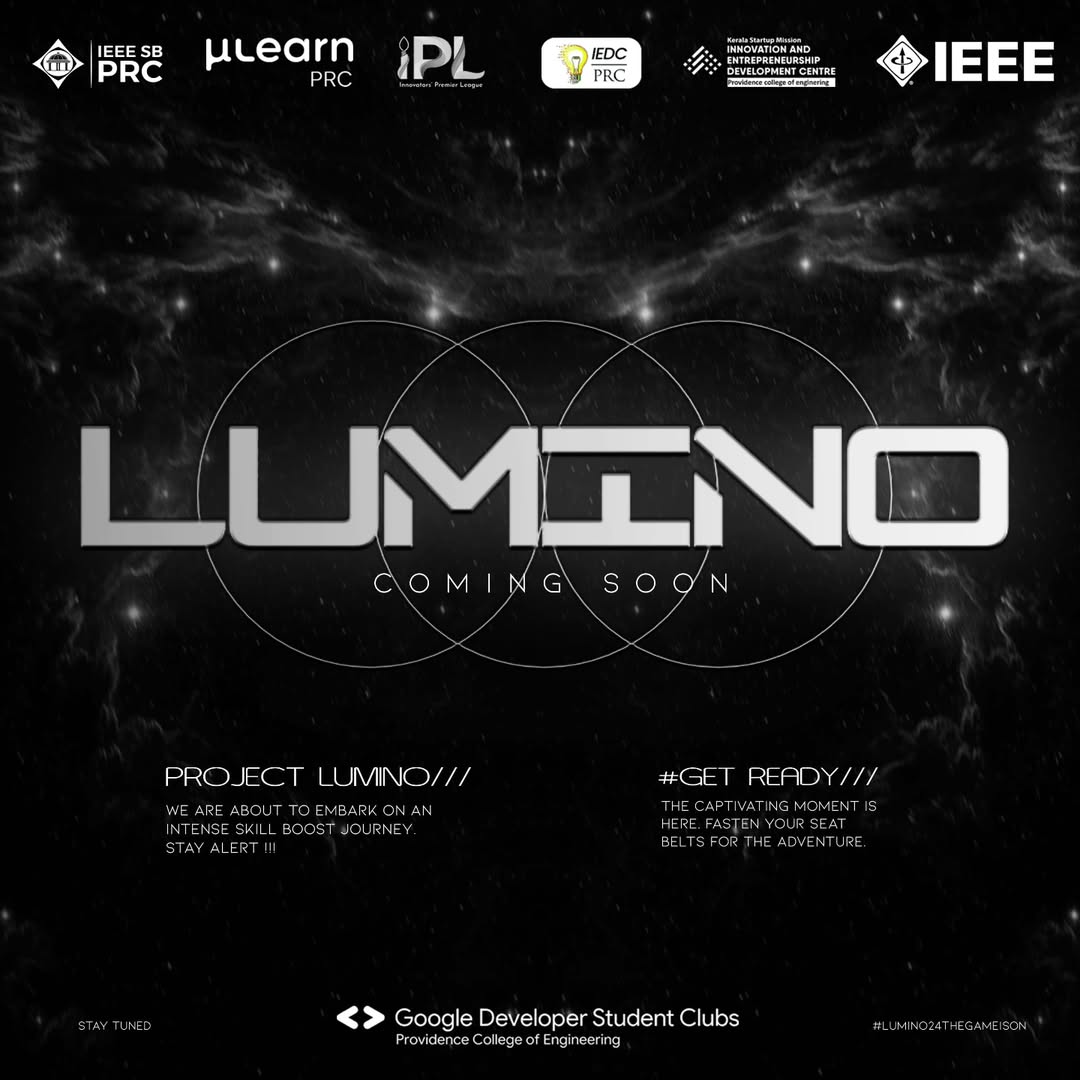 IEEE SB
PRC
µLearn
PRC
iPL
Innovators' Premier League
IEDC
PRC
Kerala Startup Mission
INNOVATION AND
ENTREPRENEURSHIP
DEVELOPMENT CENTRE
Providence college of enginering
IEEE
LUMINO
COMING SOON
PROJECT LUMINO///
WE ARE ABOUT TO EMBARK ON AN
INTENSE SKILL BOOST JOURNEY.
STAY ALERT !!!
#GET READY///
THE CAPTIVATING MOMENT IS
HERE. FASTEN YOUR SEAT
BELTS FOR THE ADVENTURE.
STAY TUNED
Google Developer Student Clubs
Providence College of Engineering
#LUMINO24THEGAMEISON